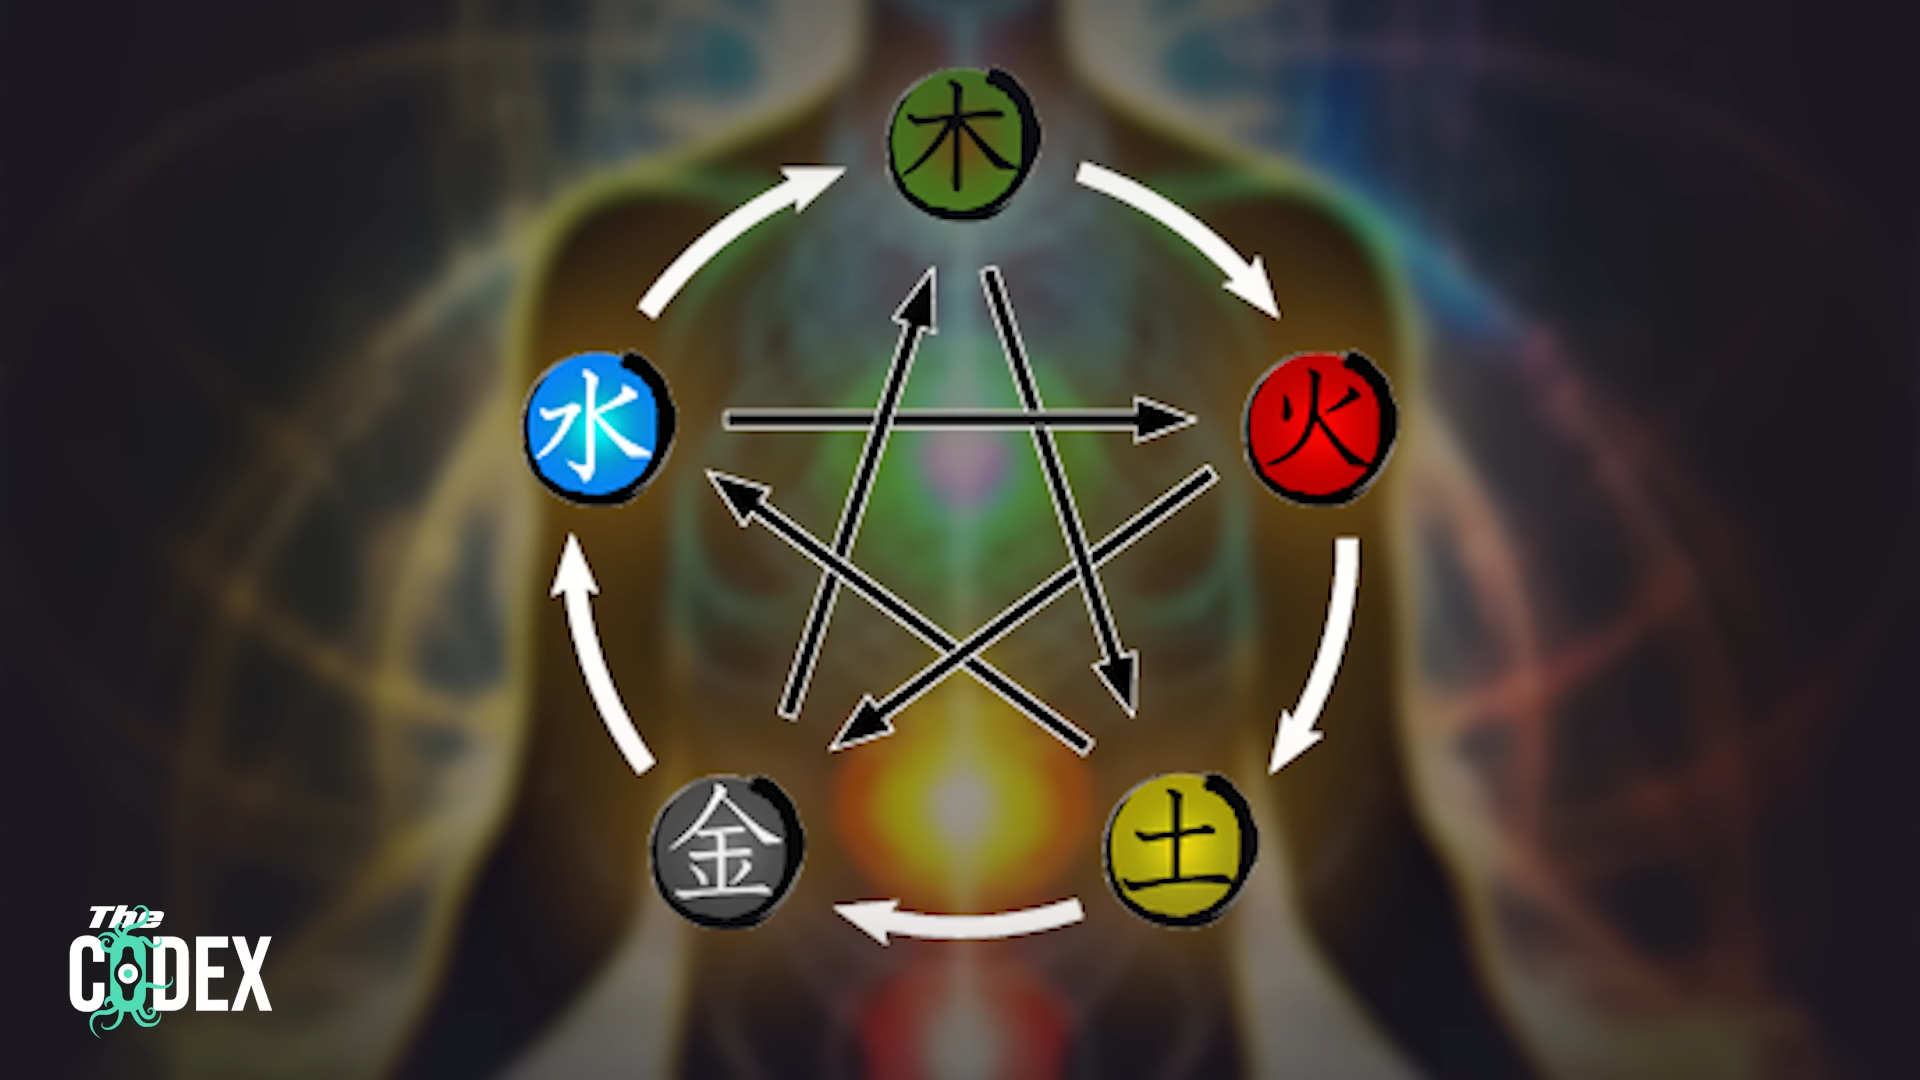 木
水
火
金
土
The
CODEX